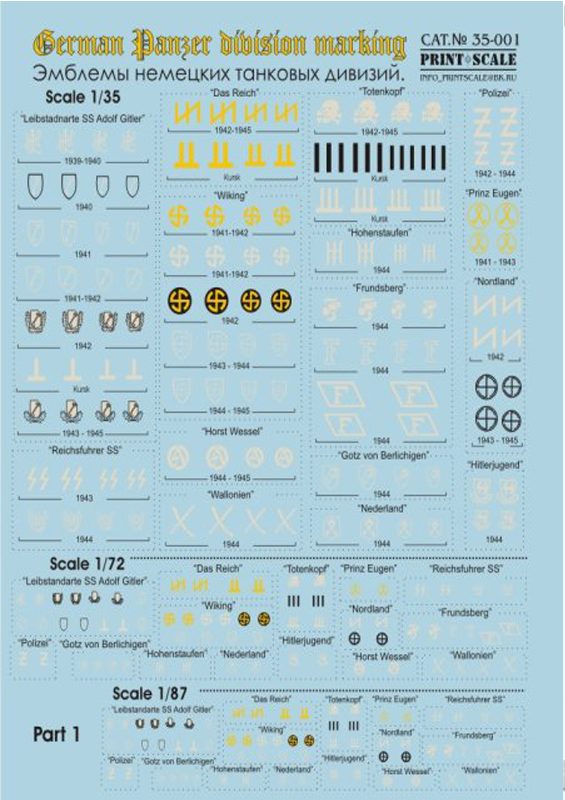 German Panzer division marking
CAT.№ 35-001
PRINT SCALE
INFO_PRINTSCALE@BK.RU
Эмблемы немецких танковых дивизий.
Scale 1/35
"Leibstadnarte SS Adolf Gitler"
1939-1940
1940
1941
1941-1942
1942
Kursk
1943 - 1945
"Reichsfuhrer SS"
1943
1944
"Das Reich"
1942-1945
Kursk
"Wiking"
1941-1942
1941-1942
1942
1943 - 1944
1944 - 1945
"Horst Wessel"
1944 - 1945
"Wallonien"
1944
"Totenkopf"
1942-1945
Kursk
Kursk
"Hohenstaufen"
1944
"Frundsberg"
1944
1944
1944
"Gotz von Berlichigen"
1944
"Nederland"
1944
"Polizei"
1942 - 1944
"Prinz Eugen"
1941 - 1943
"Nordland"
1942
1943 - 1945
"Hitlerjugend"
1944
Scale 1/72
"Leibstandarte SS Adolf Gitler"
"Polizei"
"Gotz von Berlichigen"
"Das Reich"
"Wiking"
"Hohenstaufen"
"Nederland"
"Totenkopf"
"Hitlerjugend"
"Prinz Eugen"
"Nordland"
"Horst Wessel"
"Reichsfuhrer SS"
"Frundsberg"
"Wallonien"
Part 1
Scale 1/87
"Leibstandarte SS Adolf Gitler"
"Polizei"
"Gotz von Berlichigen"
"Das Reich"
"Wiking"
"Hohenstaufen"
"Nederland"
"Totenkopf"
"Hitlerjugend"
"Prinz Eugen"
"Nordland"
"Horst Wessel"
"Reichsfuhrer SS"
"Frundsberg"
"Wallonien"